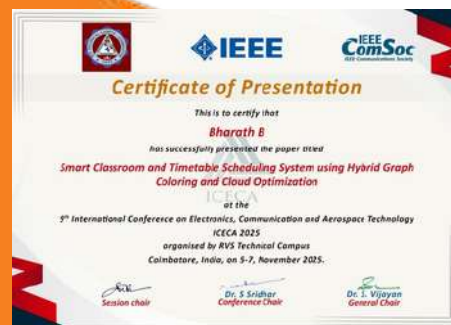 IEEE
IEEE
ComSoc
IEEE Communications Society
Certificate of Presentation
This is to certify that
Bharath B
has successfully presented the paper titled
Smart Classroom and Timetable Scheduling System using Hybrid Graph
Coloring and Cloud Optimization
ICECA
at the
9th International Conference on Electronics, Communication and Aerospace Technology
ICECA 2025
organised by RVS Technical Campus
Coimbatore, India, on 5-7, November 2025.
Session chair
Dr. S Sridhar
Conference Chair
Dr. I. Vijayan
General Chair